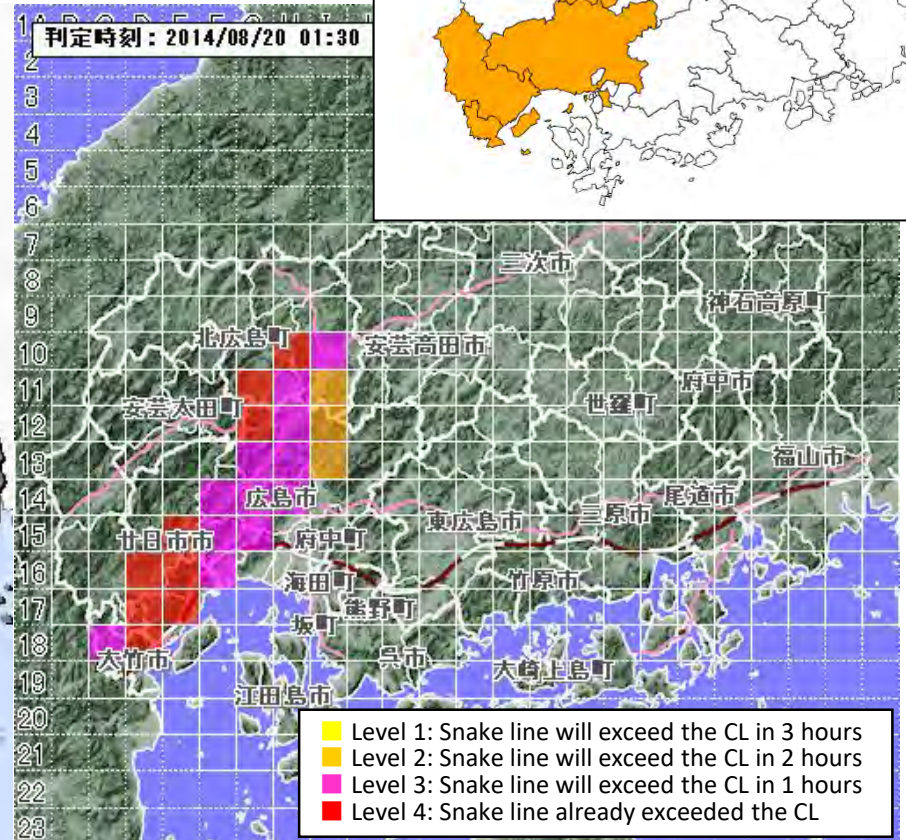 判定時刻：2014/08/20 01:30
2
3
4
5
6
7
8
9
10
11
12
13
14
15
16
17
18
19
20
21
22
23
三次市
神石高原町
北広島町
安芸高田市
府中市
安芸太田町
世羅町
福山市
広島市
尾道市
東広島市
三原市
廿日市市
府中町
海田町
竹原市
熊野町
坂町
大竹市
呉市
大崎上島町
江田島市
Level 1: Snake line will exceed the CL in 3 hours
Level 2: Snake line will exceed the CL in 2 hours
Level 3: Snake line will exceed the CL in 1 hours
Level 4: Snake line already exceeded the CL